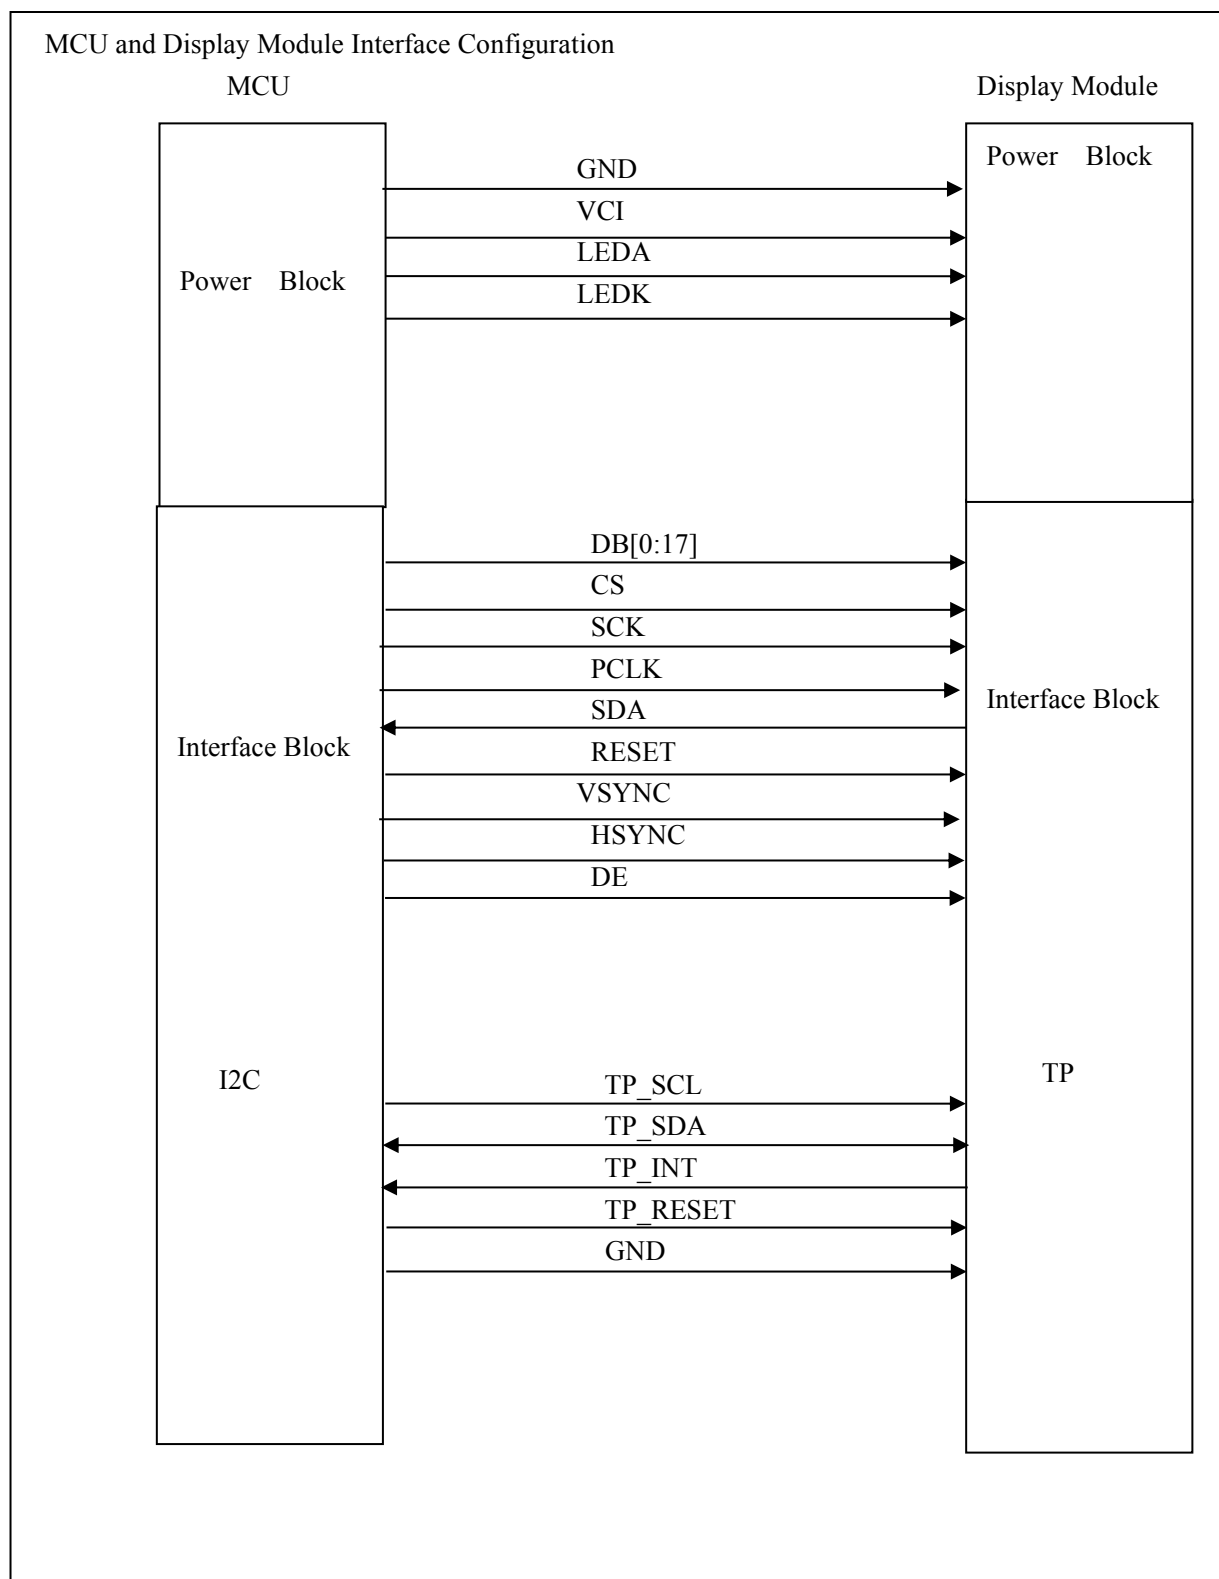 MCU and Display Module Interface Configuration
MCU
Display Module
Power Block
GND
VCI
LEDA
Power Block
LEDK
DB[0:17]
CS
SCK
PCLK
Interface Block
SDA
Interface Block
RESET
VSYNC
HSYNC
DE
I2C
TP
TP_SCL
TP_SDA
TP_INT
TP_RESET
GND